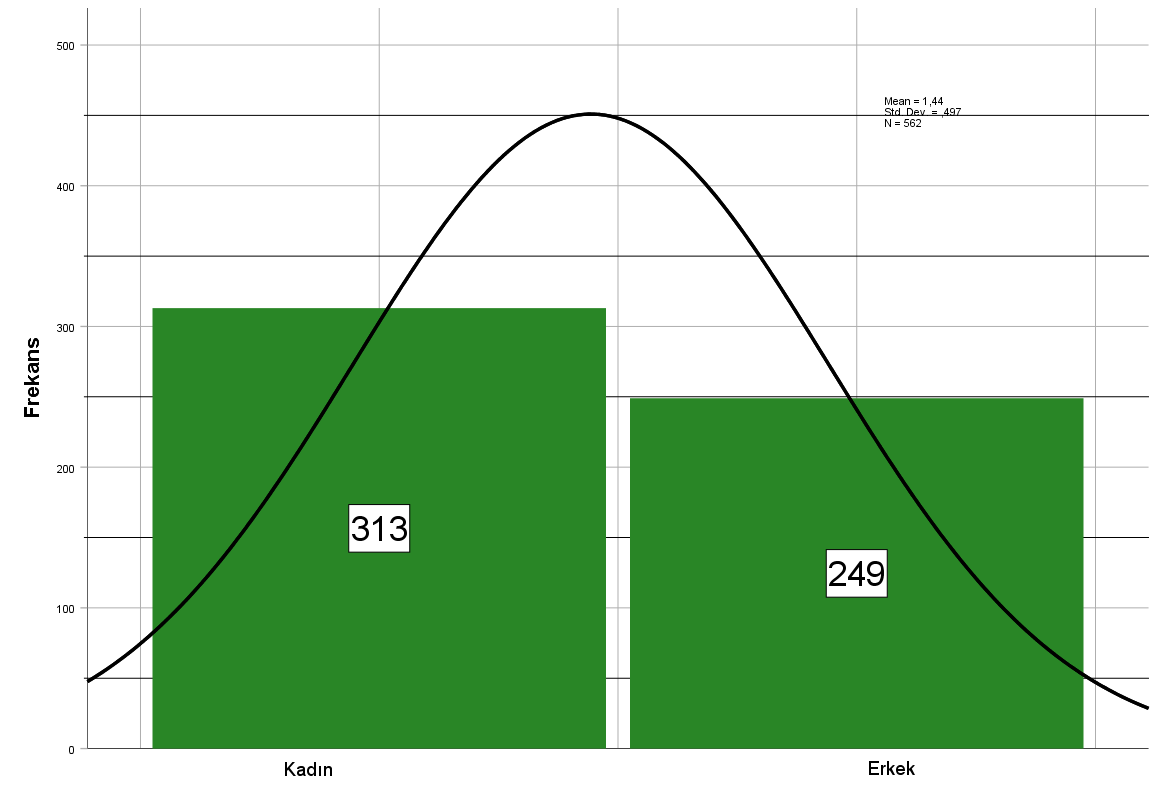 Frekans
500
400
300
200
100
0
Mean = 1,44
Std. Dev. = ,497
N = 562
313
249
Kadın
Erkek